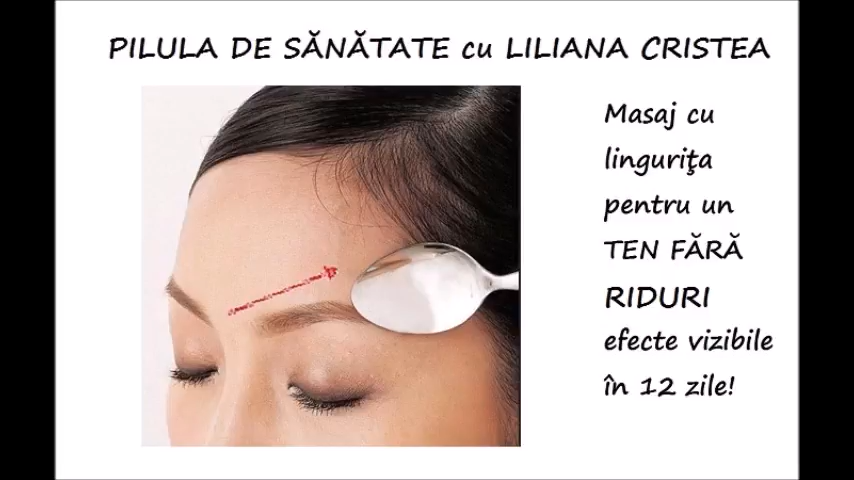 PILULA DE SĂNĂTATE cu LILIANA CRISTEA
Masaj cu
linguriţa
pentru un
TEN FĂRĂ
RIDURI
efecte vizibile
în 12 zile!